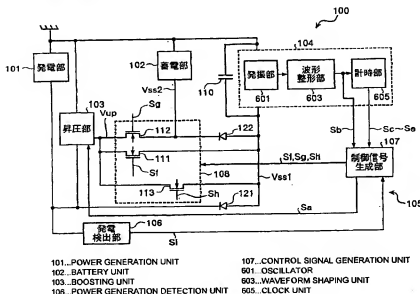 100
104
101
発電部
102
蓄電部
Vss2
110
発振部
601
波形
整形部
603
計時部
605
103
昇圧部
Vup
Sg
112
122
111
Sf
108
113
Sh
121
Vss1
Sb
Sc～Se
107
制御信号
生成部
Sf,Sg,Sh
105
Sa
106
発電
検出部
Si
101...POWER GENERATION UNIT
102...BATTERY UNIT
103...BOOSTING UNIT
106...POWER GENERATION DETECTION UNIT
107...CONTROL SIGNAL GENERATION UNIT
601...OSCILLATOR
603...WAVEFORM SHAPING UNIT
605...CLOCK UNIT